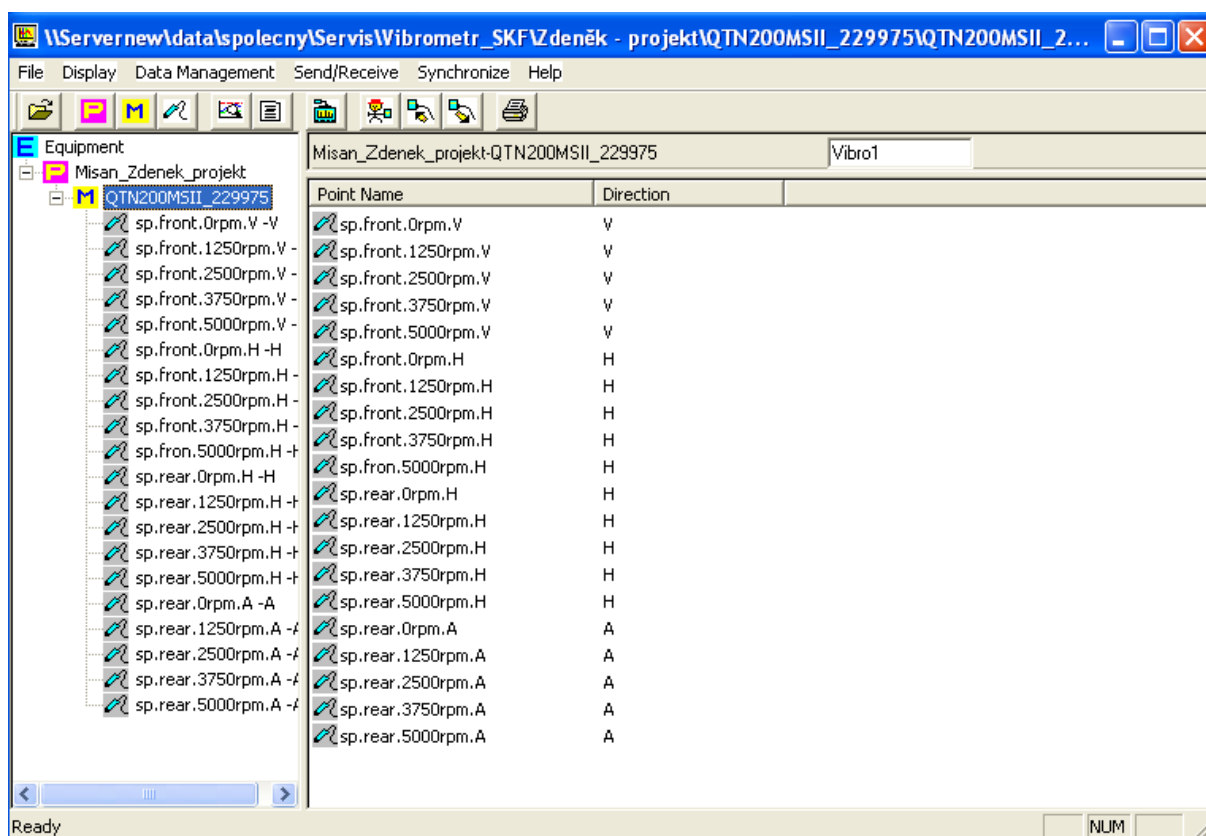 \\Servernew\data\spolecny\Servis\Vibrometr_SKF\Zdeněk - projekt\QTN200MSII_229975\QTN200MSII_2...
File Display Data Management Send/Receive Synchronize Help
P M
E Equipment
P Misan_Zdenek_projekt
M QTN200MSII_229975
sp.front.0rpm.V -V
sp.front.1250rpm.V -
sp.front.2500rpm.V -
sp.front.3750rpm.V -
sp.front.5000rpm.V -
sp.front.0rpm.H -H
sp.front.1250rpm.H -
sp.front.2500rpm.H -
sp.front.3750rpm.H -
sp.fron.5000rpm.H -H
sp.rear.0rpm.H -H
sp.rear.1250rpm.H -H
sp.rear.2500rpm.H -H
sp.rear.3750rpm.H -H
sp.rear.5000rpm.H -H
sp.rear.0rpm.A -A
sp.rear.1250rpm.A -A
sp.rear.2500rpm.A -A
sp.rear.3750rpm.A -A
sp.rear.5000rpm.A -A
Misan_Zdenek_projekt-QTN200MSII_229975 Vibro1
Point Name Direction
sp.front.0rpm.V V
sp.front.1250rpm.V V
sp.front.2500rpm.V V
sp.front.3750rpm.V V
sp.front.5000rpm.V V
sp.front.0rpm.H H
sp.front.1250rpm.H H
sp.front.2500rpm.H H
sp.front.3750rpm.H H
sp.fron.5000rpm.H H
sp.rear.0rpm.H H
sp.rear.1250rpm.H H
sp.rear.2500rpm.H H
sp.rear.3750rpm.H H
sp.rear.5000rpm.H H
sp.rear.0rpm.A A
sp.rear.1250rpm.A A
sp.rear.2500rpm.A A
sp.rear.3750rpm.A A
sp.rear.5000rpm.A A
Ready NUM